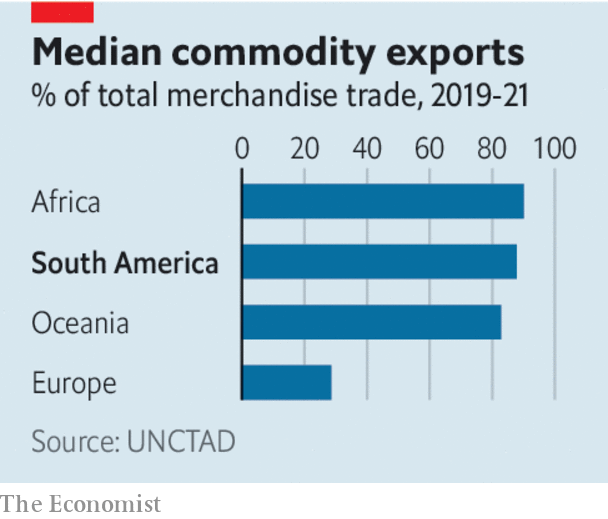 Median commodity exports
% of total merchandise trade, 2019-21
0 20 40 60 80 100
Africa
South America
Oceania
Europe
Source: UNCTAD
The Economist